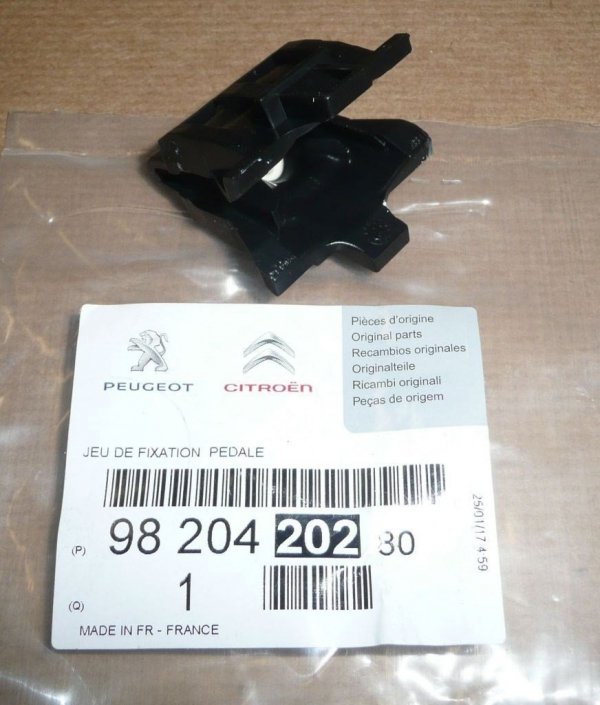 PEUGEOT
CITROËN
Pièces d'origine
Original parts
Recambios originales
Originalteile
Ricambi originali
Peças de origem
JEU DE FIXATION PEDALE
(P) 98 204 202 80
(Q) 1
MADE IN FR - FRANCE
25/01/17 4 59